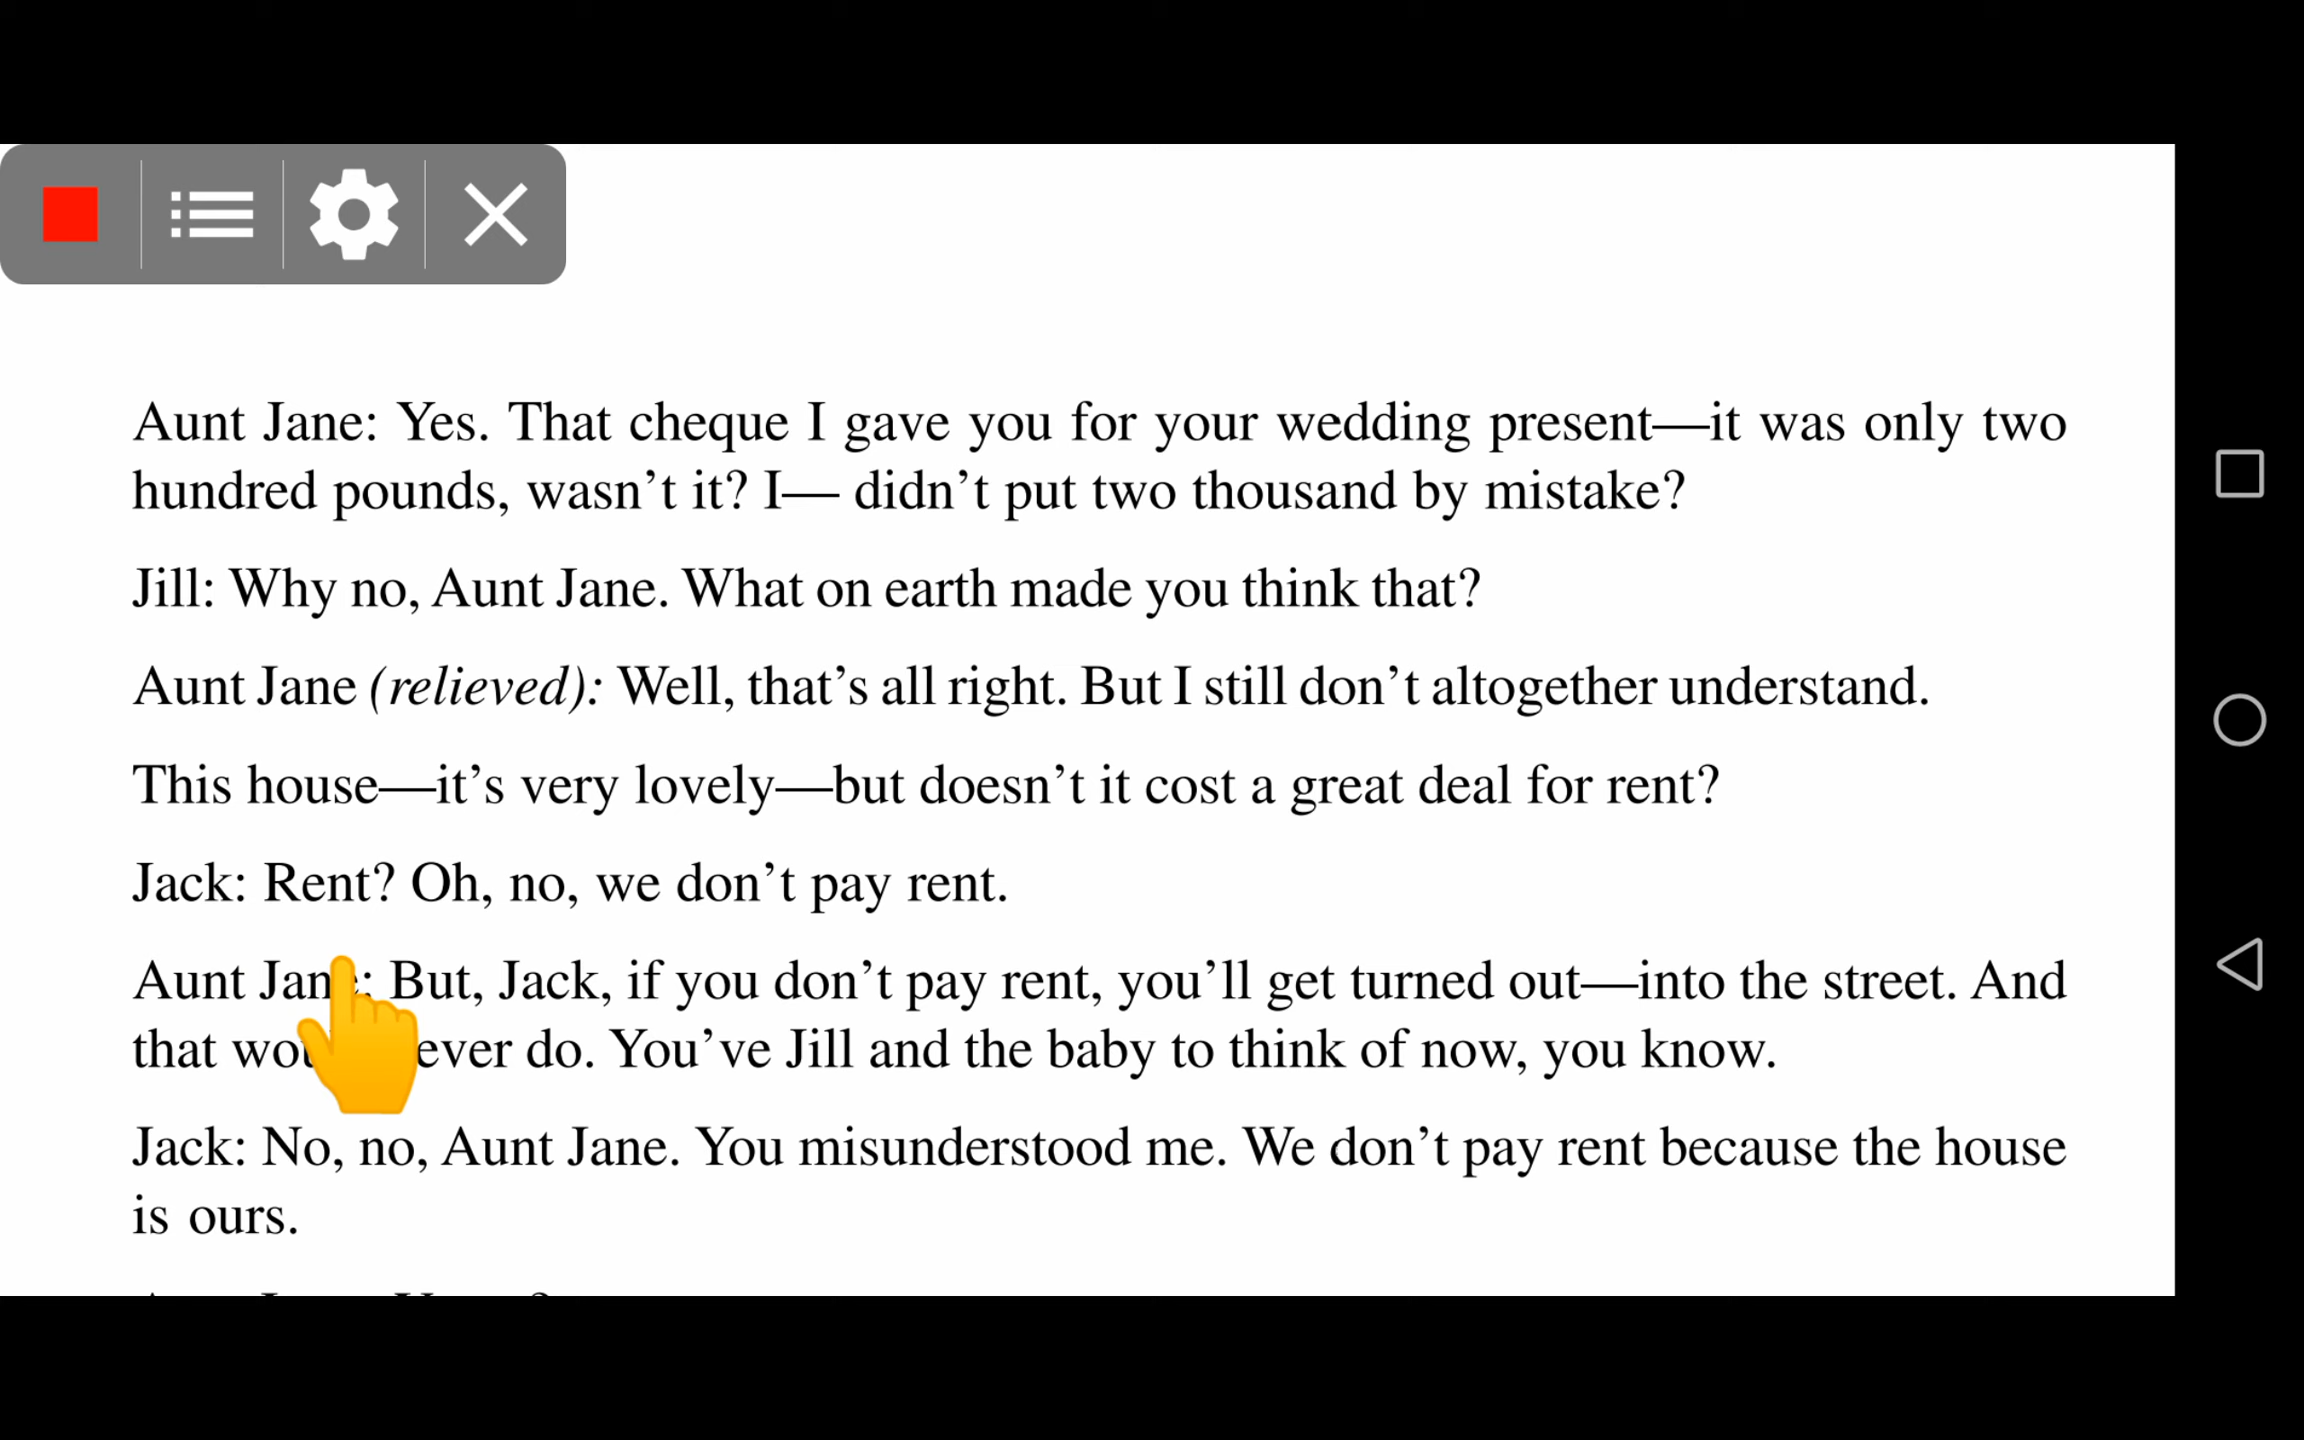 Aunt Jane: Yes. That cheque I gave you for your wedding present—it was only two
hundred pounds, wasn’t it? I— didn’t put two thousand by mistake?
Jill: Why no, Aunt Jane. What on earth made you think that?
Aunt Jane (relieved): Well, that’s all right. But I still don’t altogether understand.
This house—it’s very lovely—but doesn’t it cost a great deal for rent?
Jack: Rent? Oh, no, we don’t pay rent.
Aunt Jane: But, Jack, if you don’t pay rent, you’ll get turned out—into the street. And
that ever do. You’ve Jill and the baby to think of now, you know.
Jack: No, no, Aunt Jane. You misunderstood me. We don’t pay rent because the house
is ours.